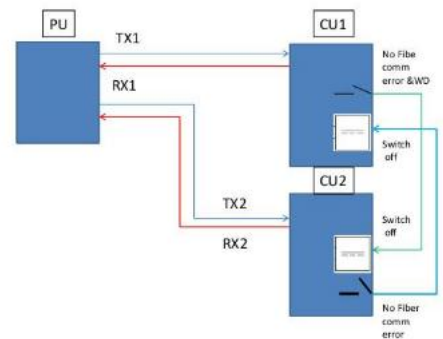 PU
TX1
CU1
No Fibe
comm
error &WD
RX1
Switch
off
CU2
TX2
Switch
off
RX2
No Fiber
comm
error